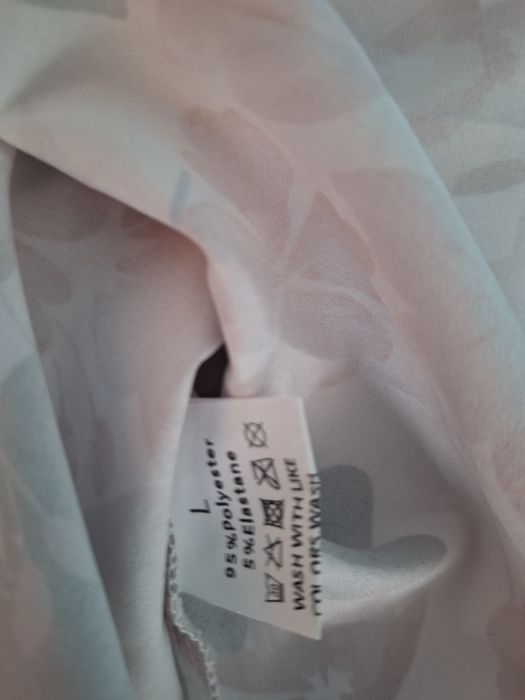 L
95%Polyester
5%Elastane
WASH WITH LIKE
COLORS WASH